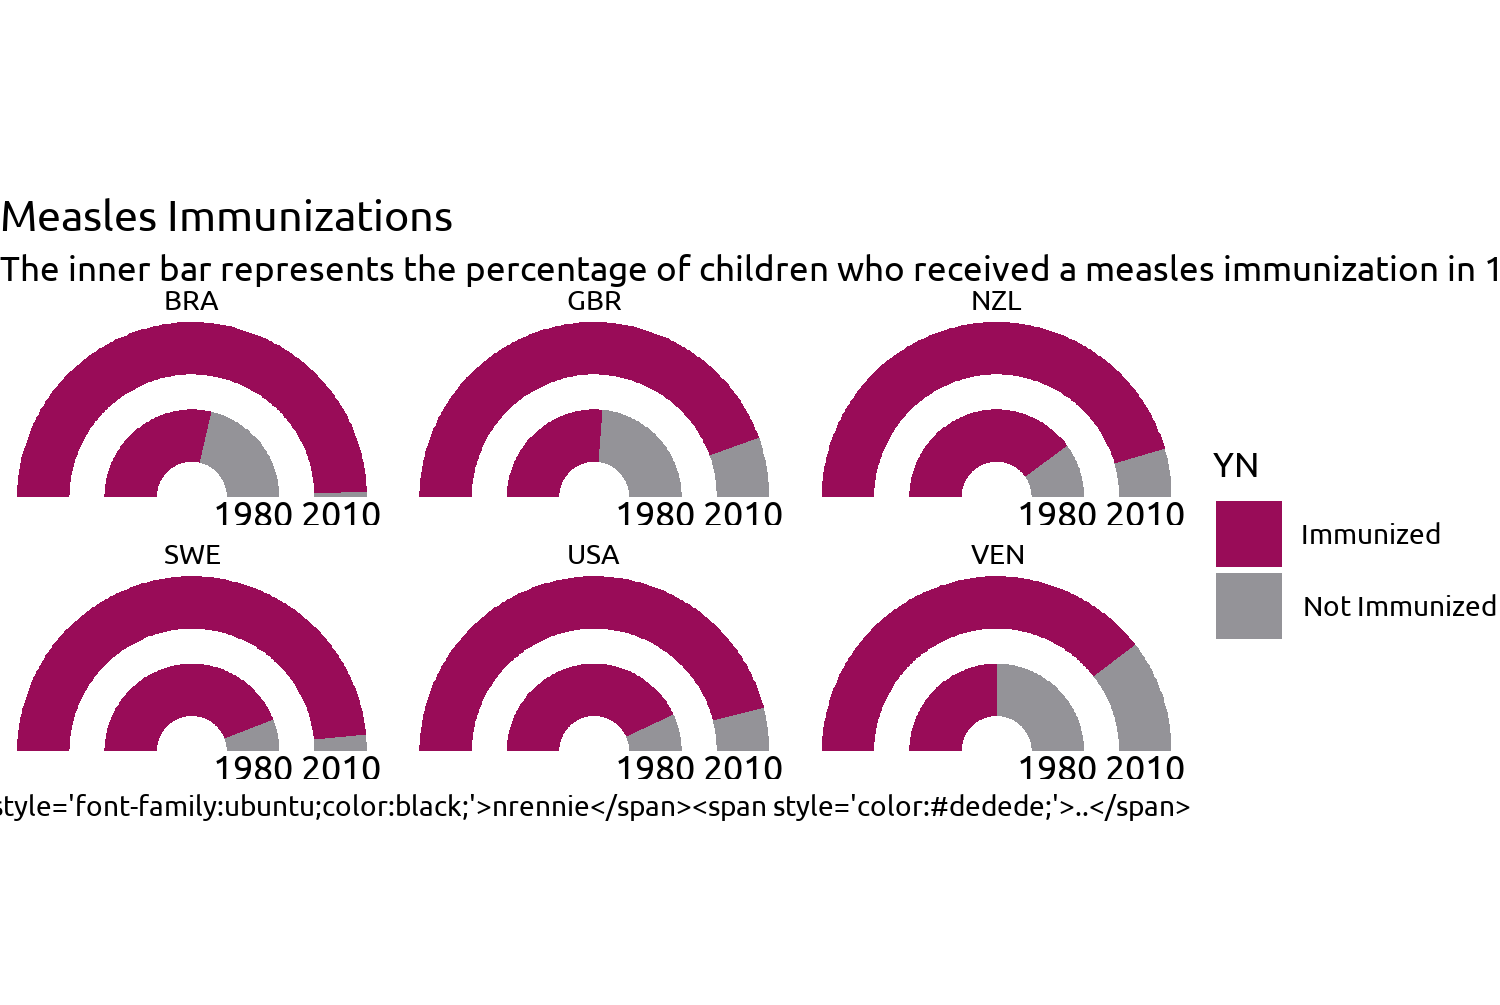 Measles Immunizations
The inner bar represents the percentage of children who received a measles immunization in 1
BRA GBR NZL
1980 2010 1980 2010 1980 2010
SWE USA VEN
1980 2010 1980 2010 1980 2010
YN
Immunized
Not Immunized
style='font-family:ubuntu;color:black;'>nrennie</span><span style='color:#dedede;'>..</span>